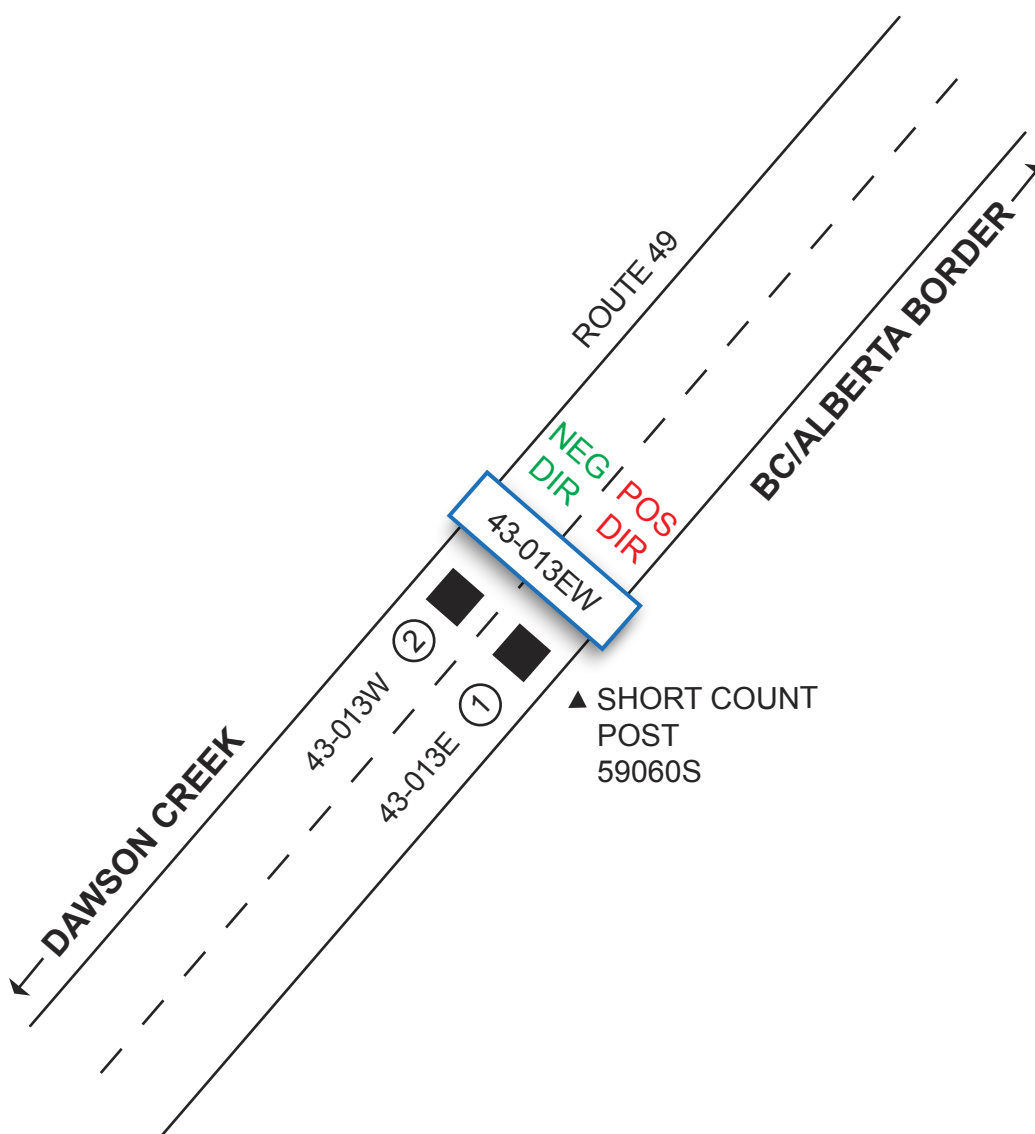 ROUTE 49
BC/ALBERTA BORDER
NEG
DIR
POS
DIR
43-013EW
2
43-013W
1
43-013E
SHORT COUNT
POST
59060S
DAWSON CREEK